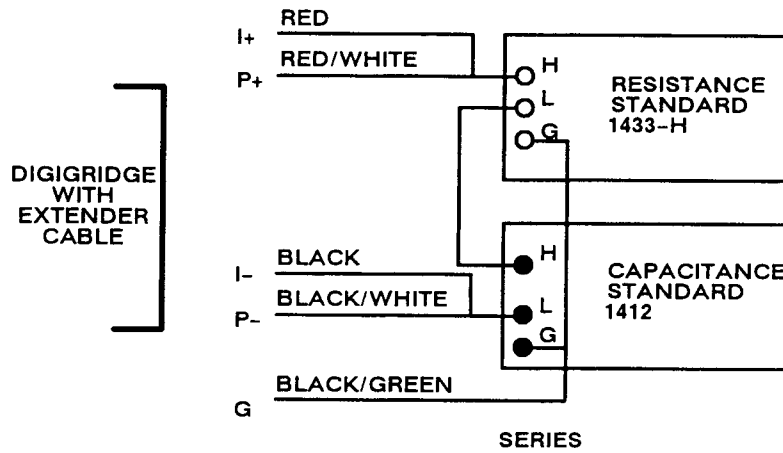 I+
RED
P+
RED/WHITE
H
L
G
RESISTANCE
STANDARD
1433-H
DIGIGRIDGE
WITH
EXTENDER
CABLE
I-
BLACK
P-
BLACK/WHITE
H
L
G
CAPACITANCE
STANDARD
1412
G
BLACK/GREEN
SERIES